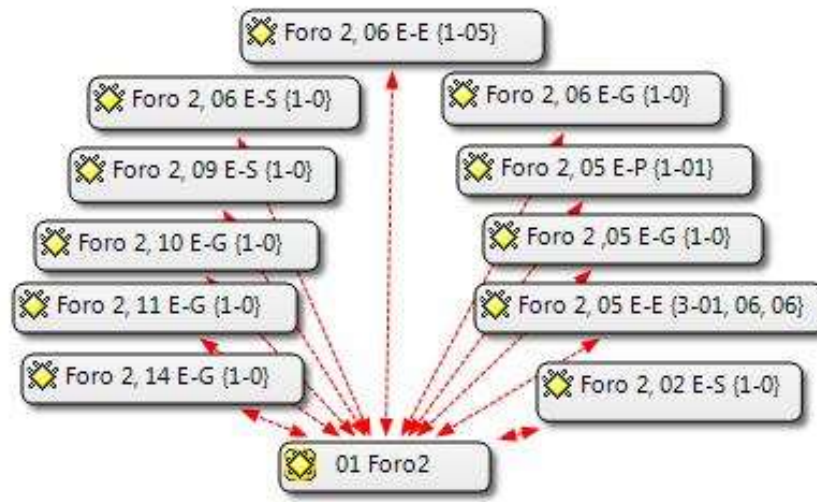 Foro 2, 06 E-E {1-05}
Foro 2, 06 E-S {1-0}
Foro 2, 06 E-G {1-0}
Foro 2, 09 E-S {1-0}
Foro 2, 05 E-P {1-01}
Foro 2, 10 E-G {1-0}
Foro 2 ,05 E-G {1-0}
Foro 2, 11 E-G {1-0}
Foro 2, 05 E-E {3-01, 06, 06}
Foro 2, 14 E-G {1-0}
Foro 2, 02 E-S {1-0}
01 Foro2